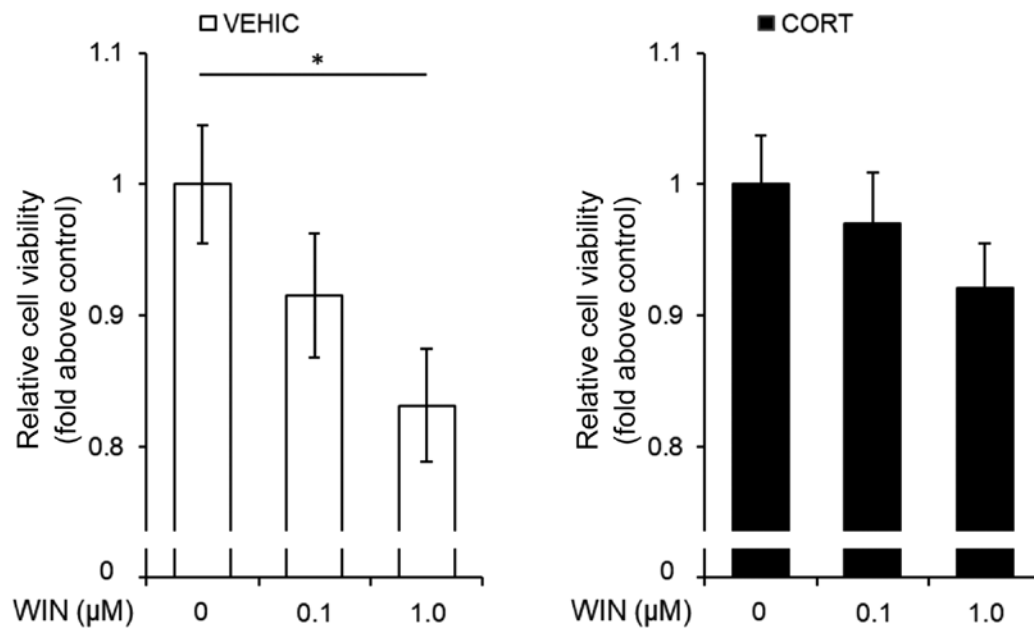 VEHIC
1.1
*
1
0.9
0.8
0
Relative cell viability
(fold above control)
WIN (μM) 0 0.1 1.0
CORT
1.1
1
0.9
0.8
0
Relative cell viability
(fold above control)
WIN (μM) 0 0.1 1.0